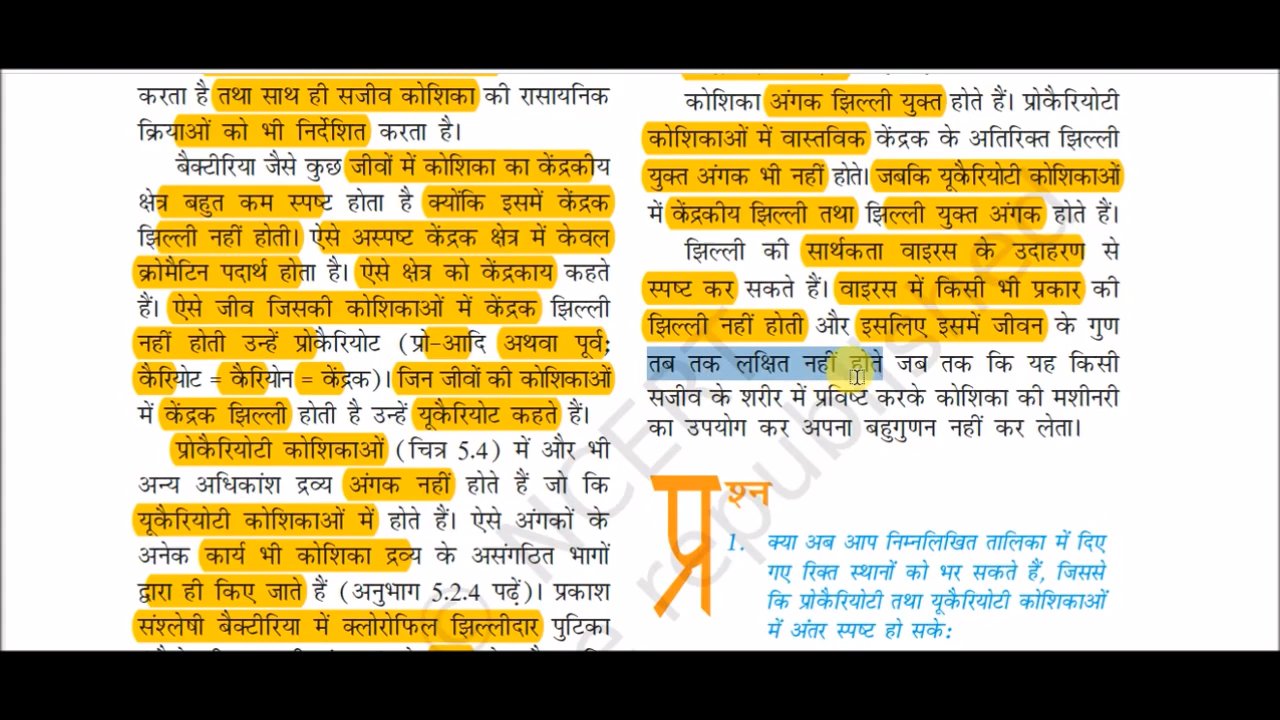 करता है तथा साथ ही सजीव कोशिका की रासायनिक
क्रियाओं को भी निर्देशित करता है।
बैक्टीरिया जैसे कुछ जीवों में कोशिका का केंद्रकीय
क्षेत्र बहुत कम स्पष्ट होता है क्योंकि इसमें केंद्रक
झिल्ली नहीं होती। ऐसे अस्पष्ट केंद्रक क्षेत्र में केवल
क्रोमैटिन पदार्थ होता है। ऐसे क्षेत्र को केंद्रकाय कहते
हैं। ऐसे जीव जिसकी कोशिकाओं में केंद्रक झिल्ली
नहीं होती उन्हें प्रोकैरियोट (प्रो-आदि अथवा पूर्व;
कैरियोट = कैरियोन = केंद्रक)। जिन जीवों की कोशिकाओं
में केंद्रक झिल्ली होती है उन्हें यूकैरियोट कहते हैं।
प्रोकैरियोटी कोशिकाओं (चित्र 5.4) में और भी
अन्य अधिकांश द्रव्य अंगक नहीं होते हैं जो कि
यूकैरियोटी कोशिकाओं में होते हैं। ऐसे अंगकों के
अनेक कार्य भी कोशिका द्रव्य के असंगठित भागों
द्वारा ही किए जाते हैं (अनुभाग 5.2.4 पढ़ें)। प्रकाश
संश्लेषी बैक्टीरिया में क्लोरोफिल झिल्लीदार पुटिका
कोशिका अंगक झिल्ली युक्त होते हैं। प्रोकैरियोटी
कोशिकाओं में वास्तविक केंद्रक के अतिरिक्त झिल्ली
युक्त अंगक भी नहीं होते। जबकि यूकैरियोटी कोशिकाओं
में केंद्रकीय झिल्ली तथा झिल्ली युक्त अंगक होते हैं।
झिल्ली की सार्थकता वाइरस के उदाहरण से
स्पष्ट कर सकते हैं। वाइरस में किसी भी प्रकार की
झिल्ली नहीं होती और इसलिए इसमें जीवन के गुण
तब तक लक्षित नहीं होते जब तक कि यह किसी
सजीव के शरीर में प्रविष्ट करके कोशिका की मशीनरी
का उपयोग कर अपना बहुगुणन नहीं कर लेता।
प्रश्न
1. क्या अब आप निम्नलिखित तालिका में दिए
गए रिक्त स्थानों को भर सकते हैं, जिससे
कि प्रोकैरियोटी तथा यूकैरियोटी कोशिकाओं
में अंतर स्पष्ट हो सके:
© NCERT
republished